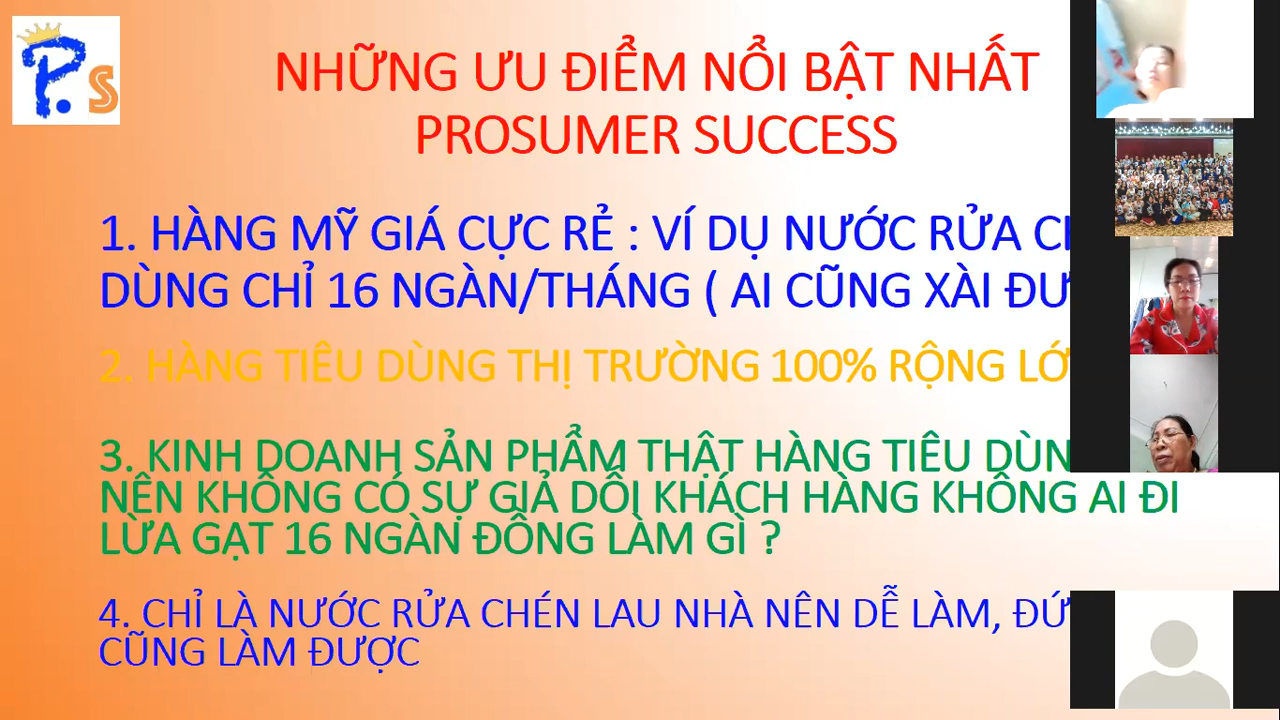 P.s
NHỮNG ƯU ĐIỂM NỔI BẬT NHẤT
PROSUMER SUCCESS
1. HÀNG MỸ GIÁ CỰC RẺ : VÍ DỤ NƯỚC RỬA
DÙNG CHỈ 16 NGÀN/THÁNG ( AI CŨNG XÀI
2. HÀNG TIÊU DÙNG THỊ TRƯỜNG 100% RỘNG
3. KINH DOANH SẢN PHẨM THẬT HÀNG TIÊU
NÊN KHÔNG CÓ SỰ GIẢ DỐI KHÁCH HÀNG KHÔNG AI ĐI
LỪA GẠT 16 NGÀN ĐỒNG LÀM GÌ ?
4. CHỈ LÀ NƯỚC RỬA CHÉN LAU NHÀ NÊN DỄ LÀM,
CŨNG LÀM ĐƯỢC